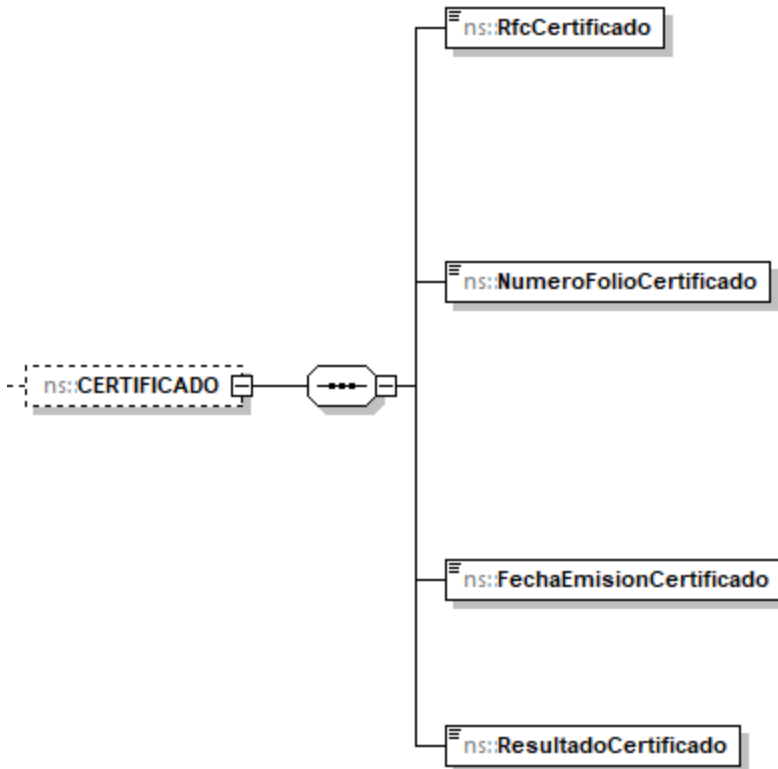 ns:RfcCertificado
ns:NumeroFolioCertificado
ns:CERTIFICADO
ns:FechaEmisionCertificado
ns:ResultadoCertificado